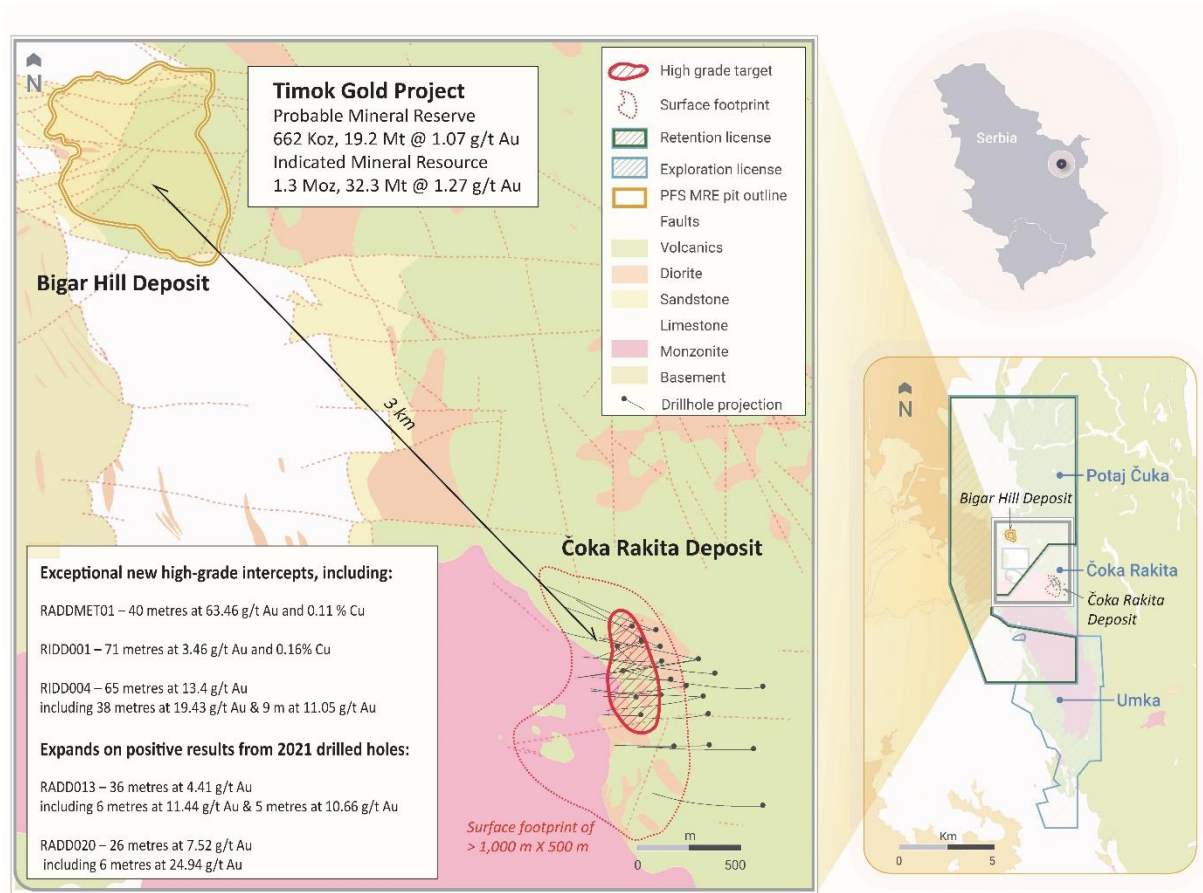 N
Timok Gold Project
Probable Mineral Reserve
662 Koz, 19.2 Mt @ 1.07 g/t Au
Indicated Mineral Resource
1.3 Moz, 32.3 Mt @ 1.27 g/t Au
High grade target
Surface footprint
Retention license
Exploration license
PFS MRE pit outline
Faults
Volcanics
Diorite
Sandstone
Limestone
Monzonite
Basement
Drillhole projection
Bigar Hill Deposit
3 km
Čoka Rakita Deposit
Exceptional new high-grade intercepts, including:
RADDMET01 – 40 metres at 63.46 g/t Au and 0.11 % Cu
RIDD001 – 71 metres at 3.46 g/t Au and 0.16% Cu
RIDD004 – 65 metres at 13.4 g/t Au
including 38 metres at 19.43 g/t Au & 9 m at 11.05 g/t Au
Expands on positive results from 2021 drilled holes:
RADD013 – 36 metres at 4.41 g/t Au
including 6 metres at 11.44 g/t Au & 5 metres at 10.66 g/t Au
RADD020 – 26 metres at 7.52 g/t Au
including 6 metres at 24.94 g/t Au
Surface footprint of
> 1,000 m X 500 m
m
0 500
Serbia
N
Potaj Čuka
Bigar Hill Deposit
Čoka Rakita
Čoka Rakita
Deposit
Umka
Km
0 5